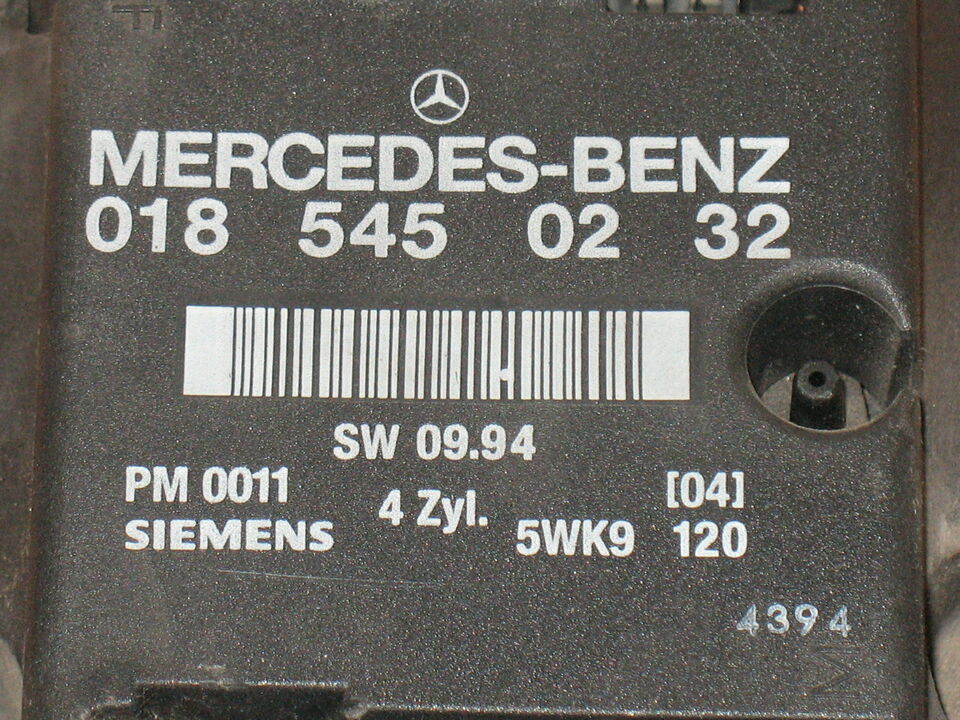 MERCEDES-BENZ
018 545 02 32
SW 09.94
PM 0011
4 Zyl.
[04]
SIEMENS
5WK9 120
4394